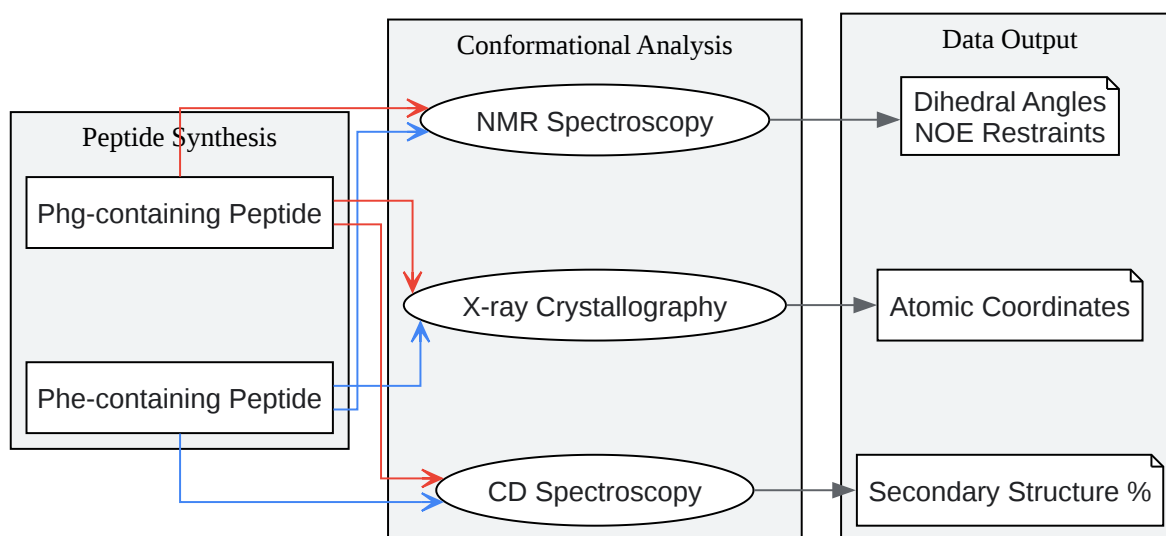 Peptide Synthesis
Phg-containing Peptide
Phe-containing Peptide
Conformational Analysis
NMR Spectroscopy
X-ray Crystallography
CD Spectroscopy
Data Output
Dihedral Angles
NOE Restraints
Atomic Coordinates
Secondary Structure %